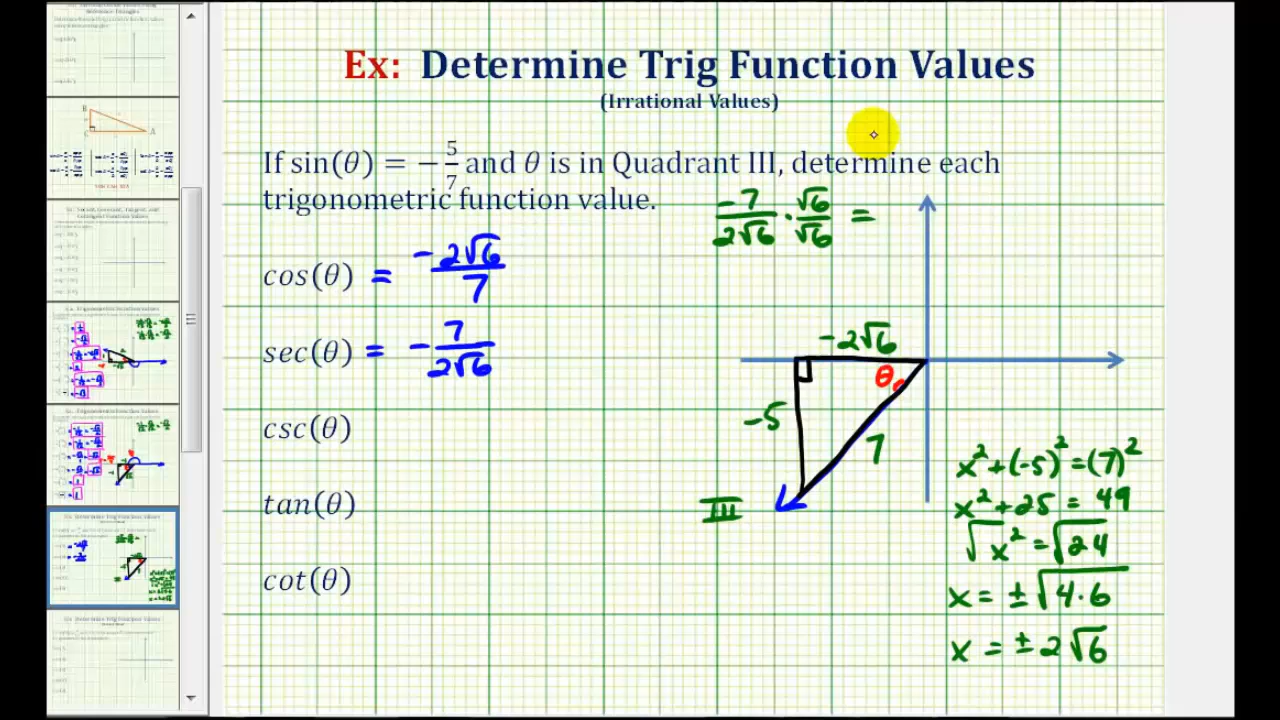 Ex: Determine Trig Function Values
(Irrational Values)
If sin(θ) = −5/7 and θ is in Quadrant III, determine each
trigonometric function value.
-7/2√6 · √6/√6 =
cos(θ) = -2√6/7
sec(θ) = -7/2√6
csc(θ)
tan(θ)
cot(θ)
-2√6
θ
-5
7
III
x²+(-5)²=(7)²
x²+25 = 49
√x² = √24
x = ±√4·6
x = ±2√6